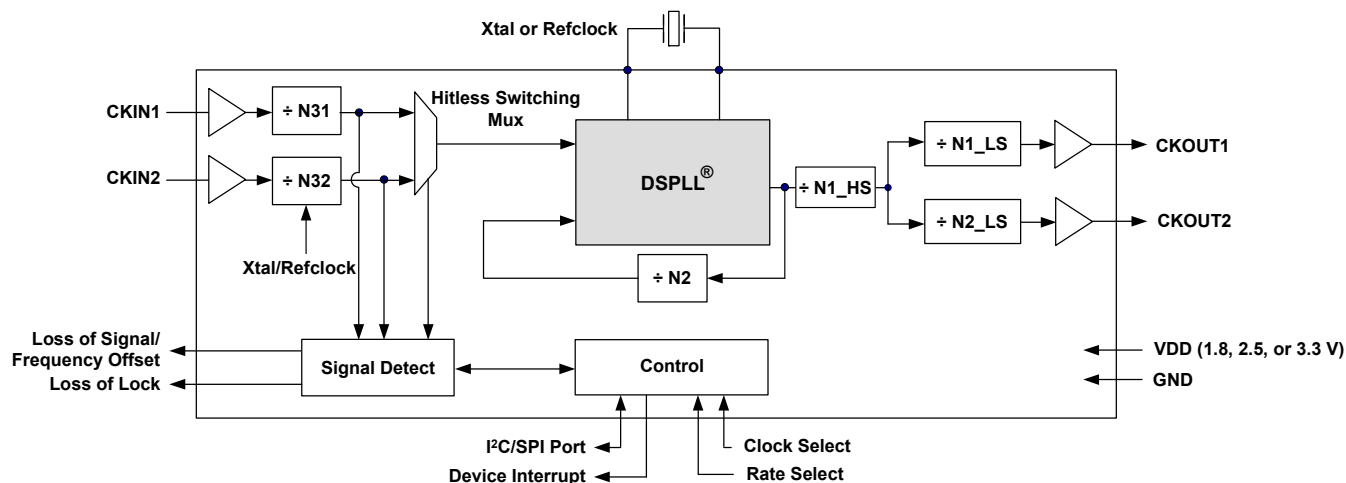 Xtal or Refclock
CKIN1
÷ N31
Hitless Switching
Mux
CKIN2
÷ N32
DSPLL®
÷ N1_HS
÷ N1_LS
CKOUT1
÷ N2_LS
CKOUT2
Xtal/Refclock
÷ N2
Loss of Signal/
Frequency Offset
Loss of Lock
Signal Detect
Control
VDD (1.8, 2.5, or 3.3 V)
GND
I²C/SPI Port
Device Interrupt
Clock Select
Rate Select